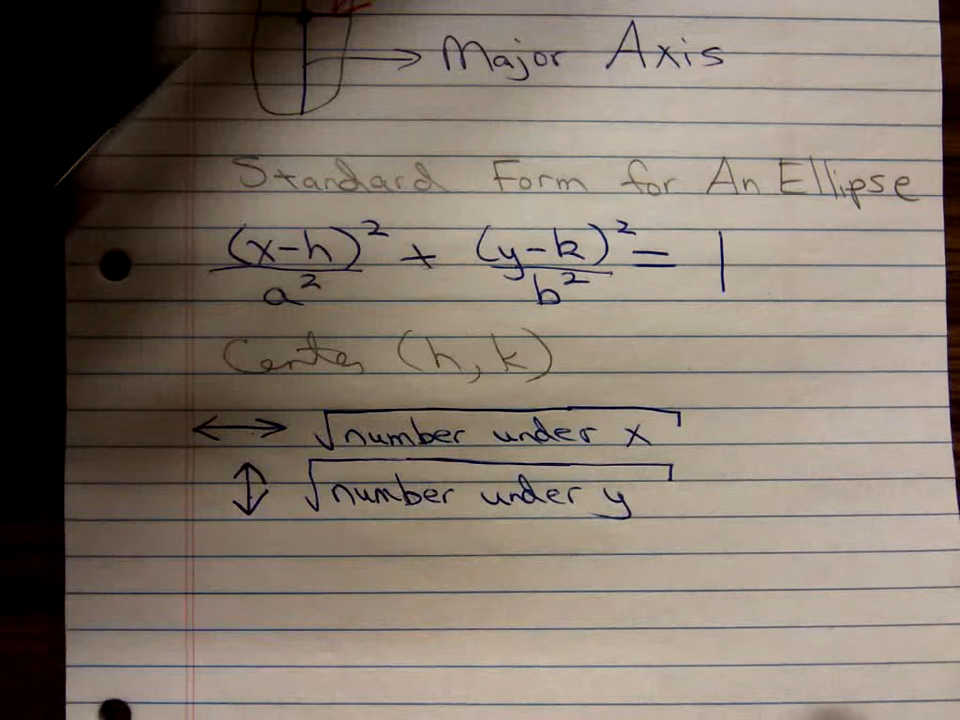 Major Axis
Standard Form for An Ellipse
(x-h)²/a² + (y-k)²/b² = 1
Center (h, k)
↔ √number under x
↕ √number under y